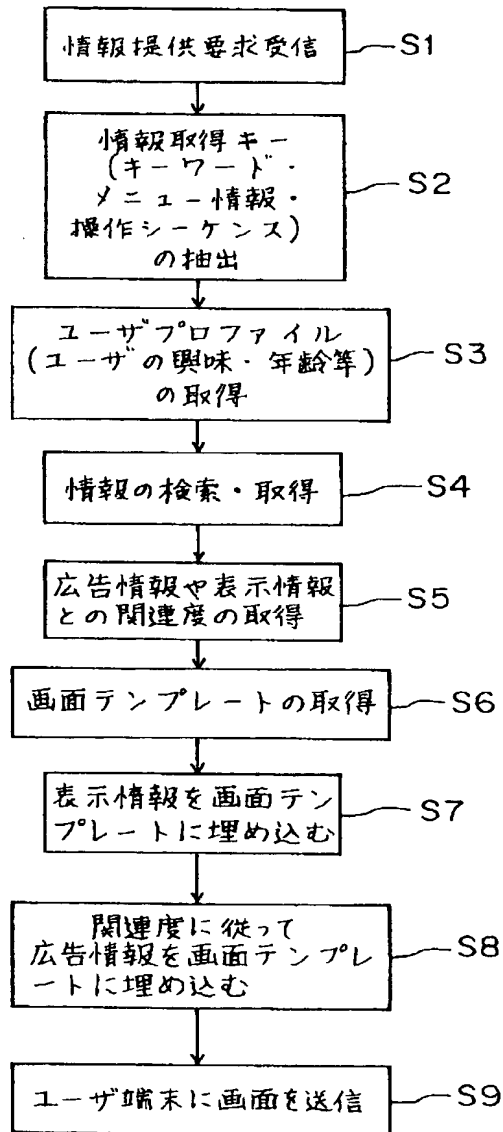 情報提供要求受信
S1
情報取得キー
(キーワード・
メニュー情報・
操作シーケンス)
の抽出
S2
ユーザプロファイル
(ユーザの興味・年齢等)
の取得
S3
情報の検索・取得
S4
広告情報や表示情報
との関連度の取得
S5
画面テンプレートの取得
S6
表示情報を画面テン
プレートに埋め込む
S7
関連度に従って
広告情報を画面テンプレ
ートに埋め込む
S8
ユーザ端末に画面を送信
S9